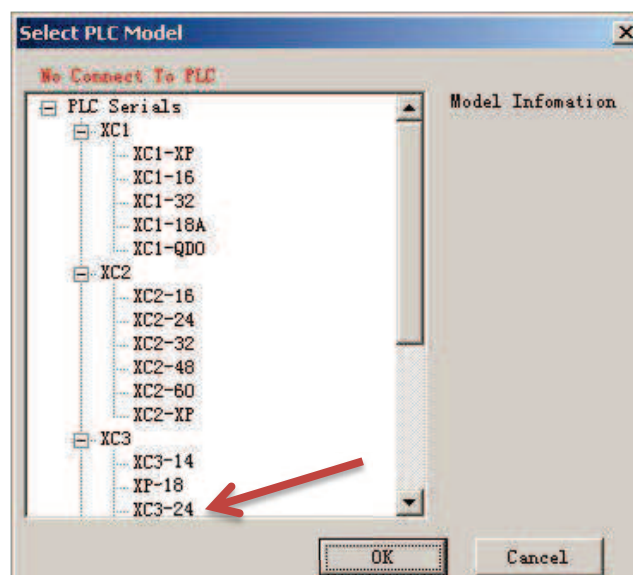 Select PLC Model
No Connect To PLC
PLC Serials
Model Infomation
XC1
XC1-XP
XC1-16
XC1-32
XC1-18A
XC1-QDO
XC2
XC2-16
XC2-24
XC2-32
XC2-48
XC2-60
XC2-XP
XC3
XC3-14
XP-18
XC3-24
OK
Cancel